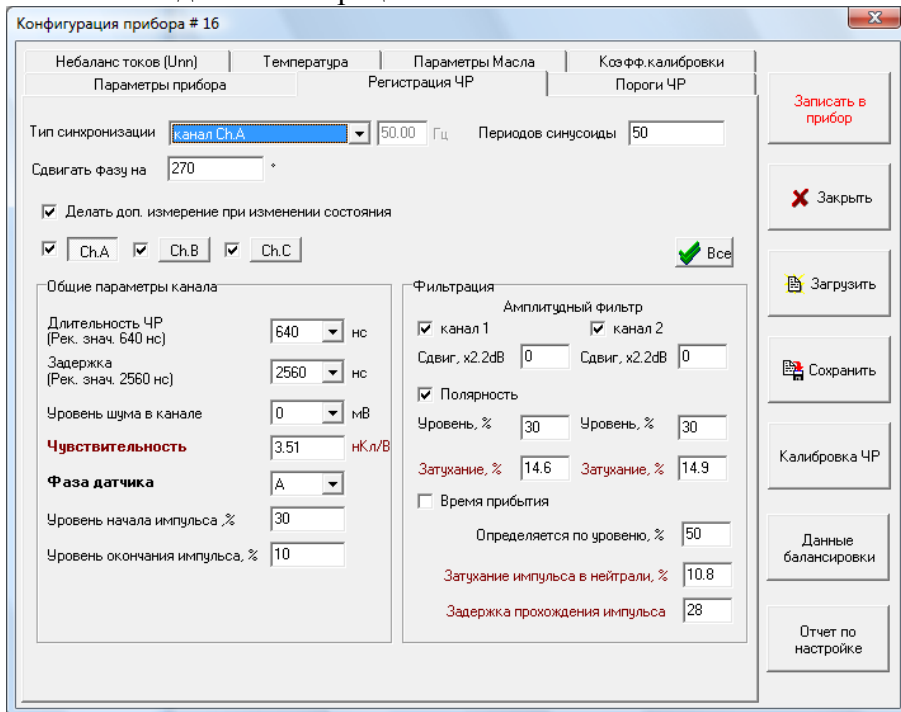 Конфигурация прибора # 16
Небаланс токов (Unn) Температура Параметры Масла Коэфф.калибровки
Параметры прибора Регистрация ЧР Пороги ЧР
Тип синхронизации канал Ch.A 50.00 Гц Периодов синусоиды 50
Сдвигать фазу на 270 °
Делать доп. измерение при изменении состояния
Ch.A Ch.B Ch.C Все
Общие параметры канала
Длительность ЧР
(Рек. знач. 640 нс) 640 нс
Задержка
(Рек. знач. 2560 нс) 2560 нс
Уровень шума в канале 0 мВ
Чувствительность 3.51 нКл/В
Фаза датчика A
Уровень начала импульса ,% 30
Уровень окончания импульса, % 10
Фильтрация
Амплитудный фильтр
канал 1 канал 2
Сдвиг, х2.2dB 0 Сдвиг, х2.2dB 0
Полярность
Уровень, % 30 Уровень, % 30
Затухание, % 14.6 Затухание, % 14.9
Время прибытия
Определяется по уровеню, % 50
Затухание импульса в нейтрали, % 10.8
Задержка прохождения импульса 28
Записать в
прибор
Закрыть
Загрузить
Сохранить
Калибровка ЧР
Данные
балансировки
Отчет по
настройке